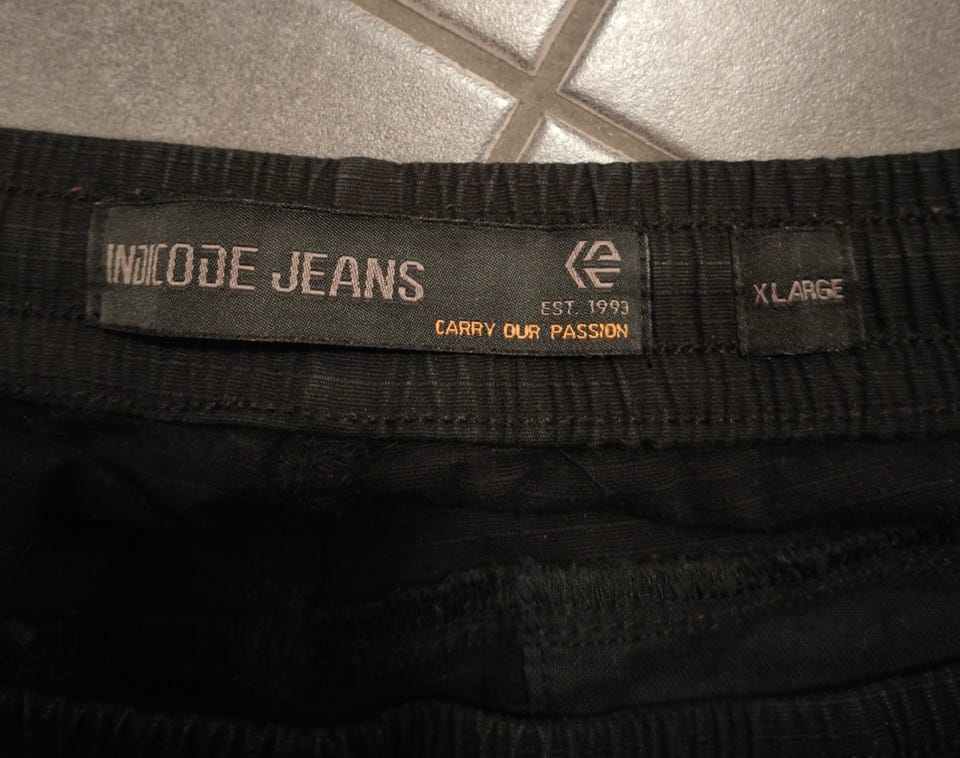 INDICODE JEANS
EST. 1993
CARRY OUR PASSION
XLARGE